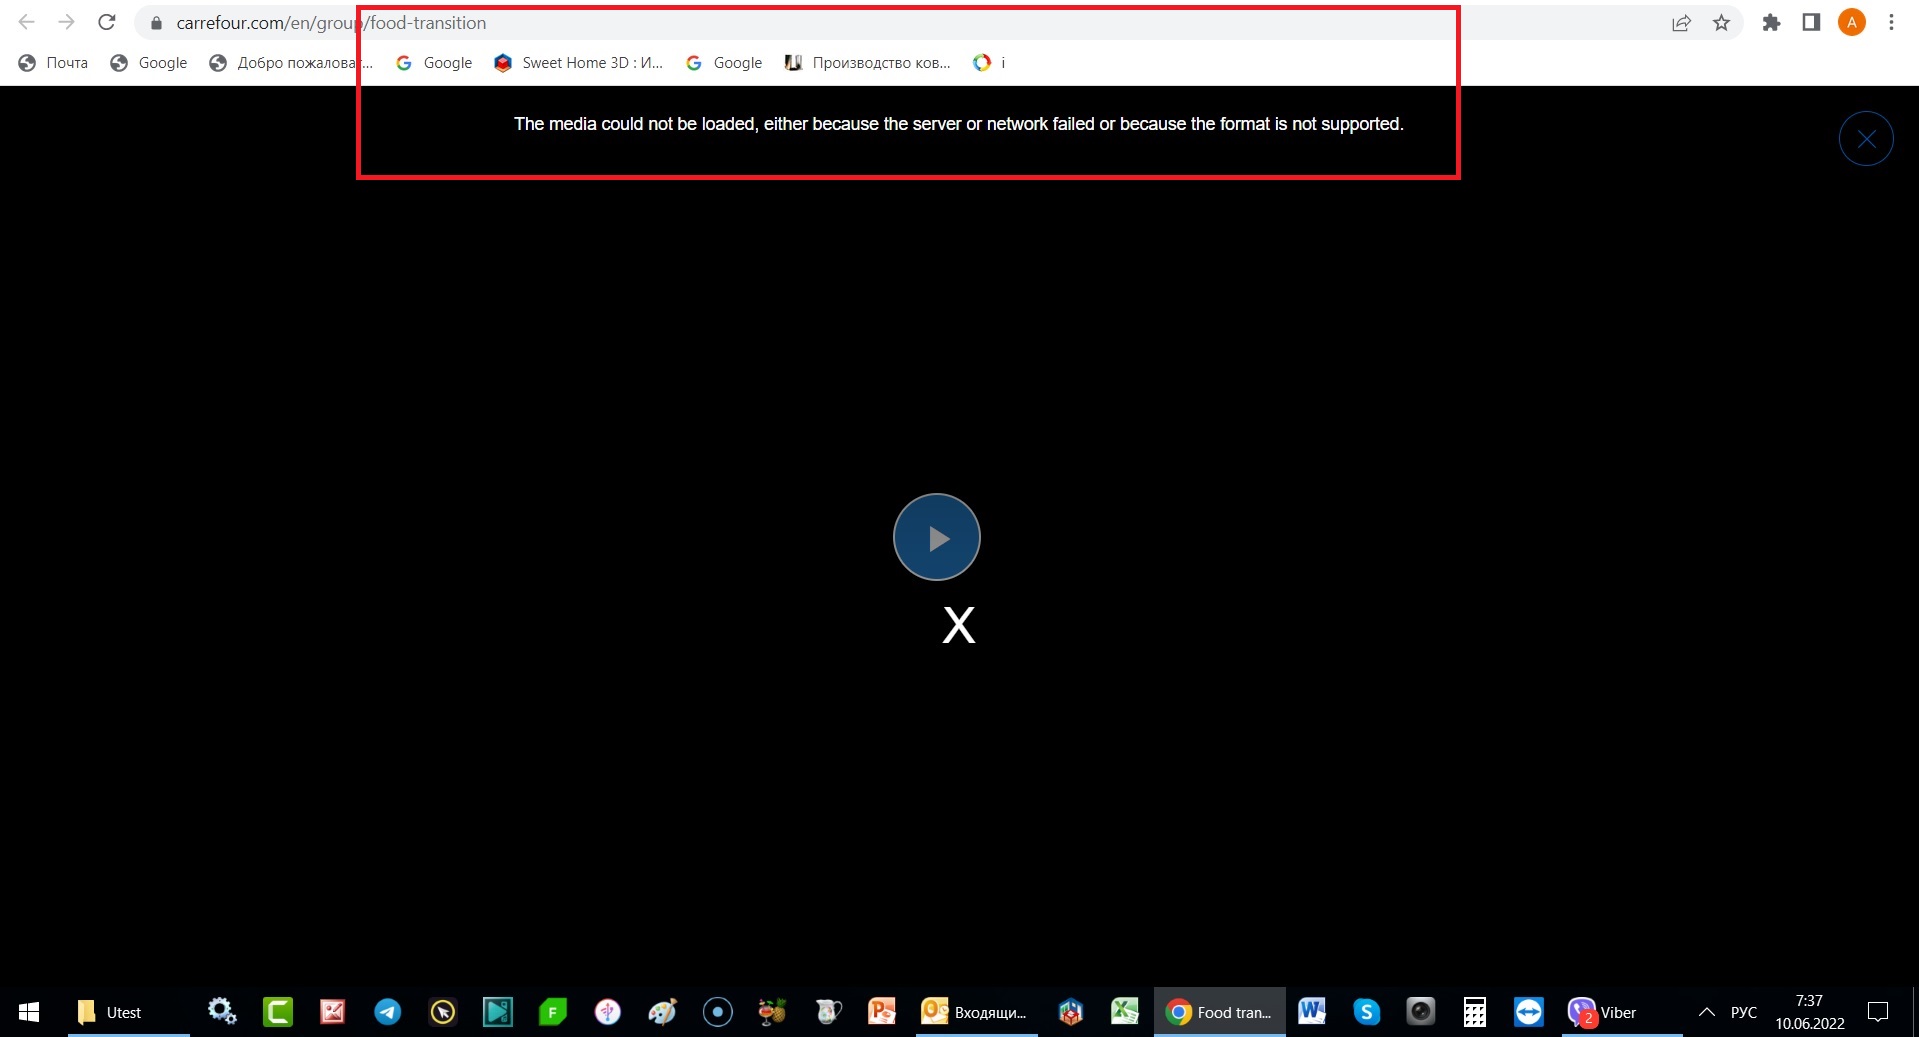 carrefour.com/en/group/food-transition
A
Почта
Google
Добро пожаловат...
Google
Sweet Home 3D : И...
Google
Производство ков...
i
The media could not be loaded, either because the server or network failed or because the format is not supported.
X
Utest
Входящи...
Food tran...
2
Viber
РУС
7:37
10.06.2022